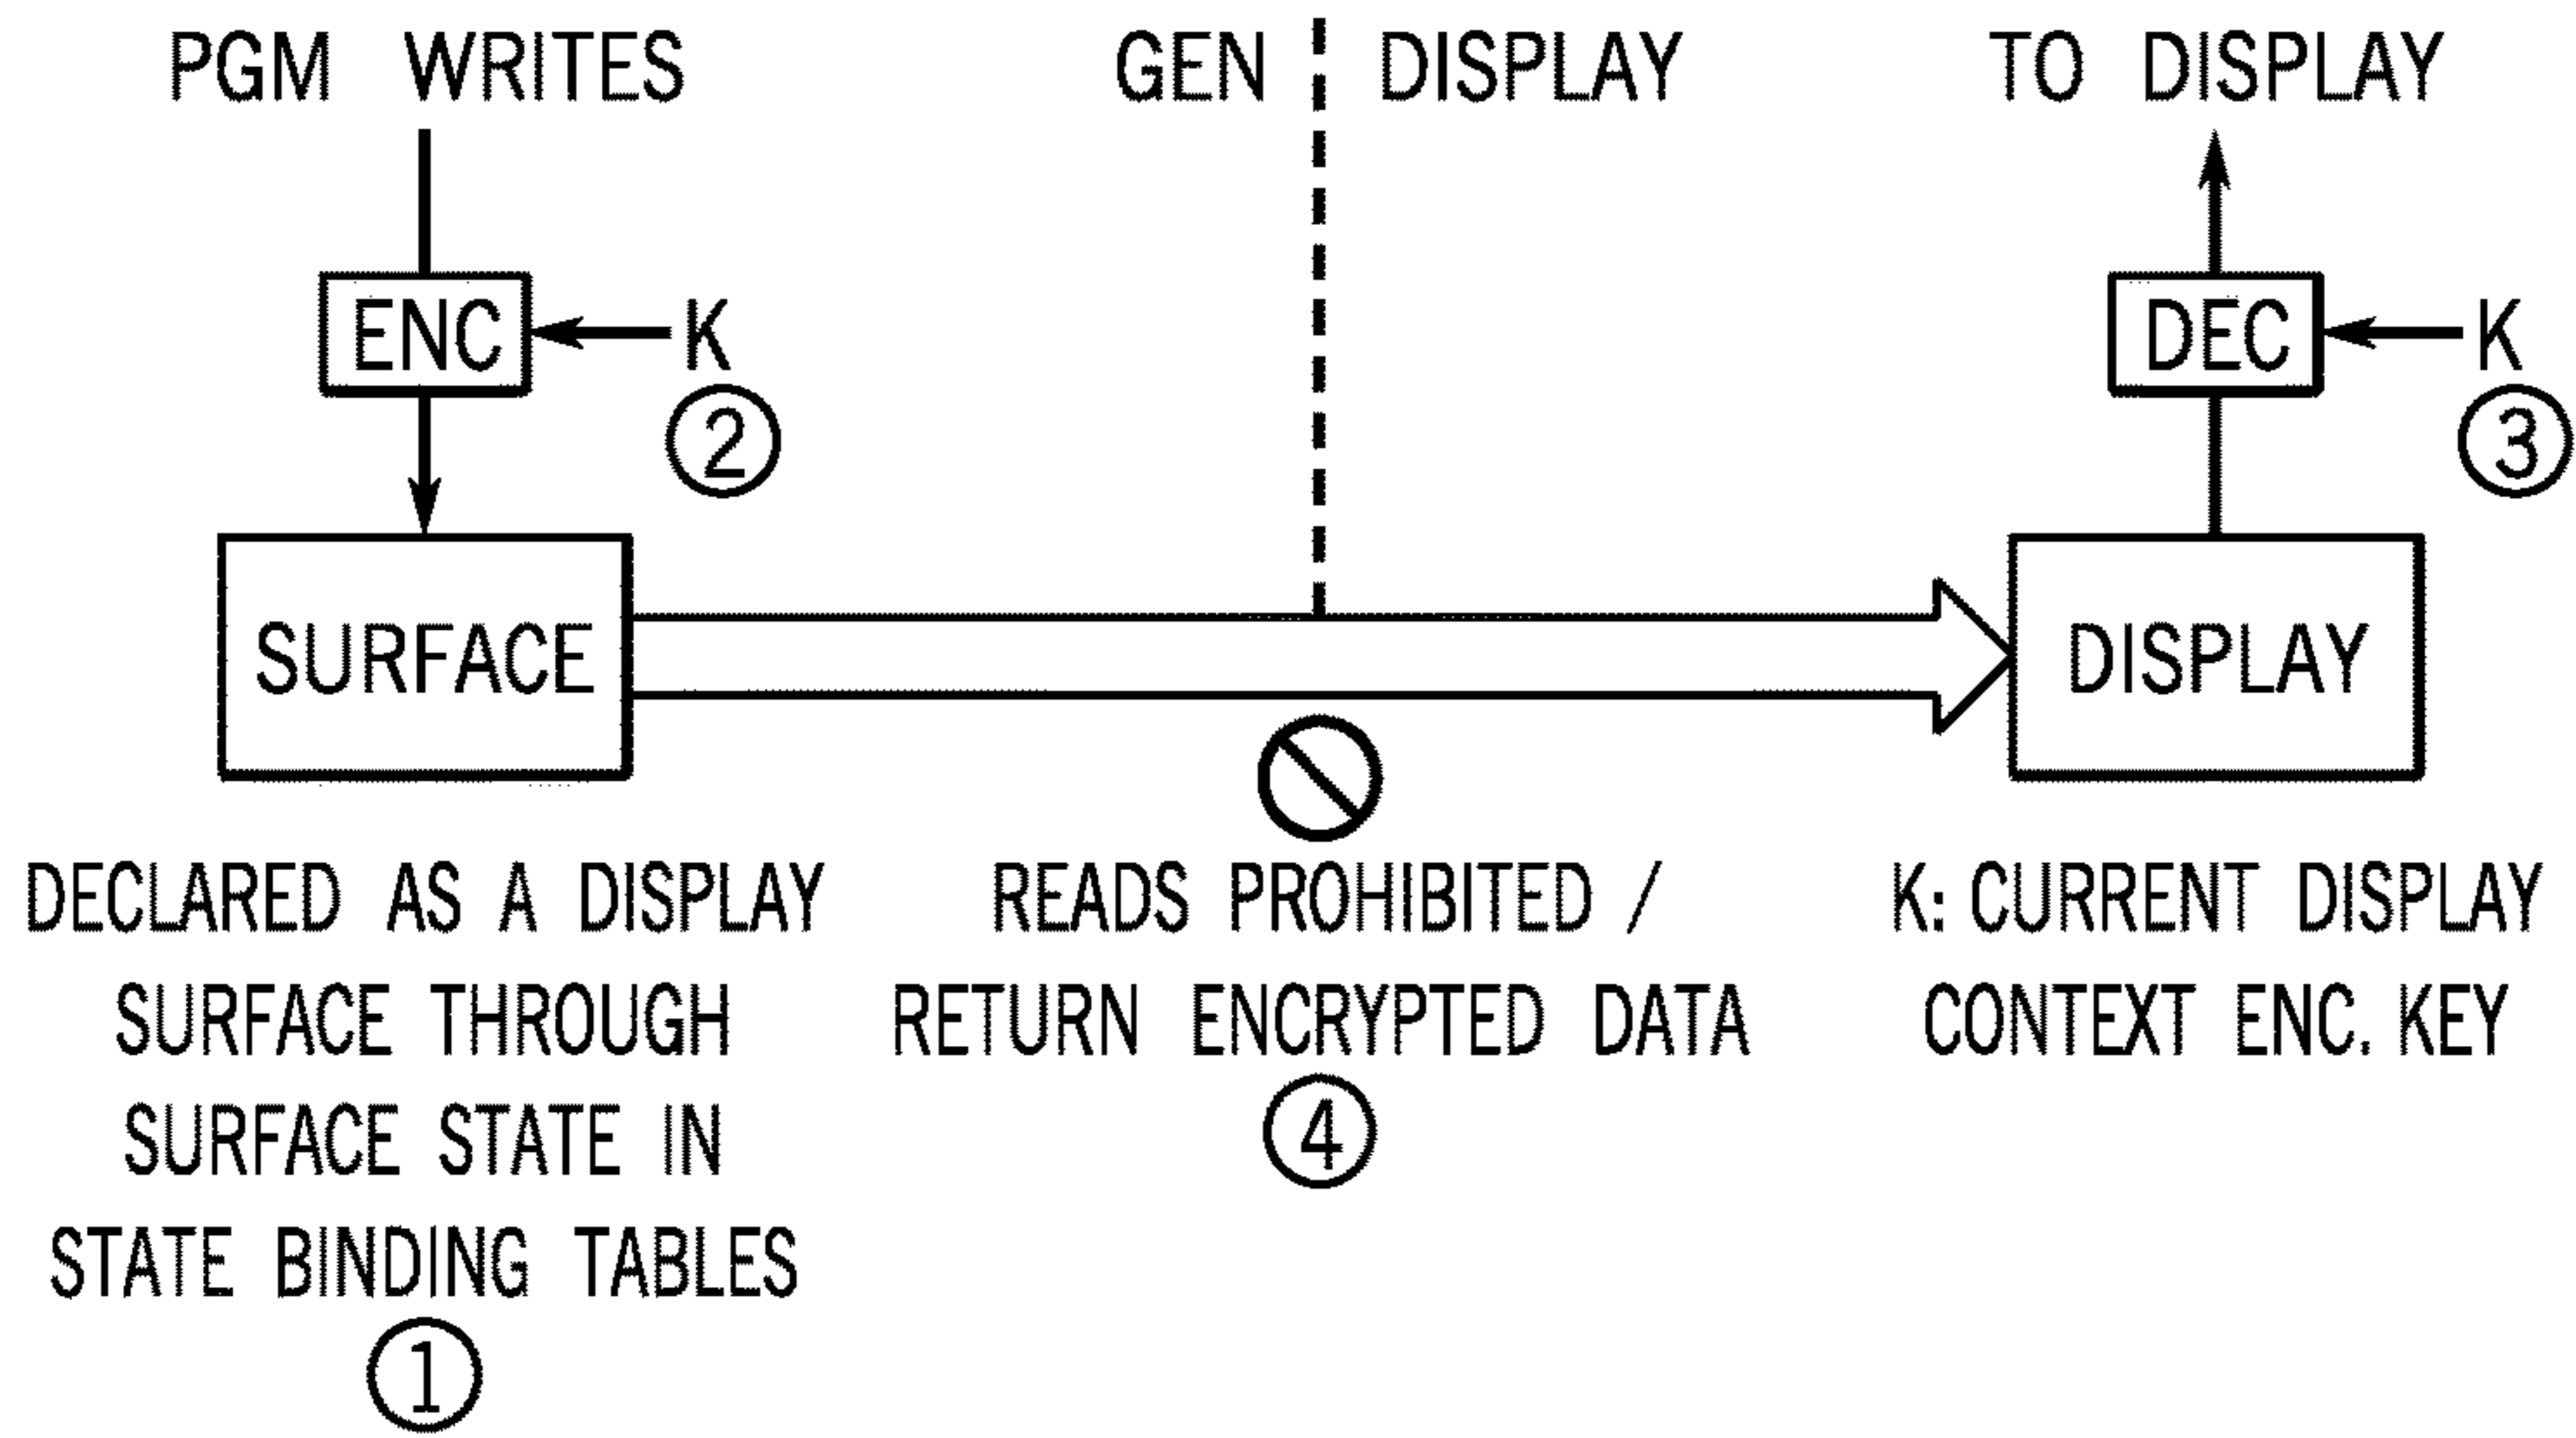 PGM WRITES
GEN DISPLAY
TO DISPLAY
ENC
K
2
DEC
K
3
SURFACE
DISPLAY
DECLARED AS A DISPLAY
SURFACE THROUGH
SURFACE STATE IN
STATE BINDING TABLES
1
READS PROHIBITED /
RETURN ENCRYPTED DATA
4
K: CURRENT DISPLAY
CONTEXT ENC. KEY